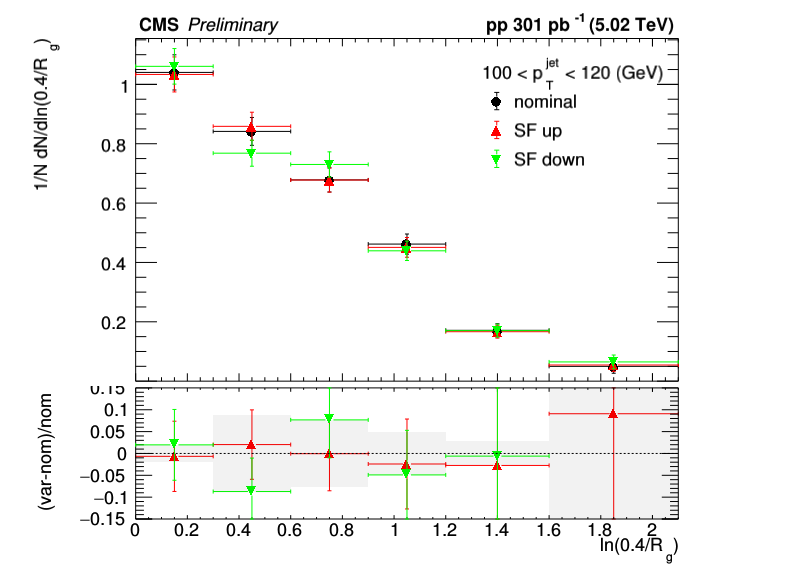 CMS Preliminary pp 301 pb⁻¹ (5.02 TeV)
1/N dN/dln(0.4/R_g)
100 < p_T^jet < 120 (GeV)
nominal
SF up
SF down
1
0.8
0.6
0.4
0.2
(var-nom)/nom
0.15
0.1
0.05
0
−0.05
−0.1
−0.15
0 0.2 0.4 0.6 0.8 1 1.2 1.4 1.6 1.8 2
ln(0.4/R_g)